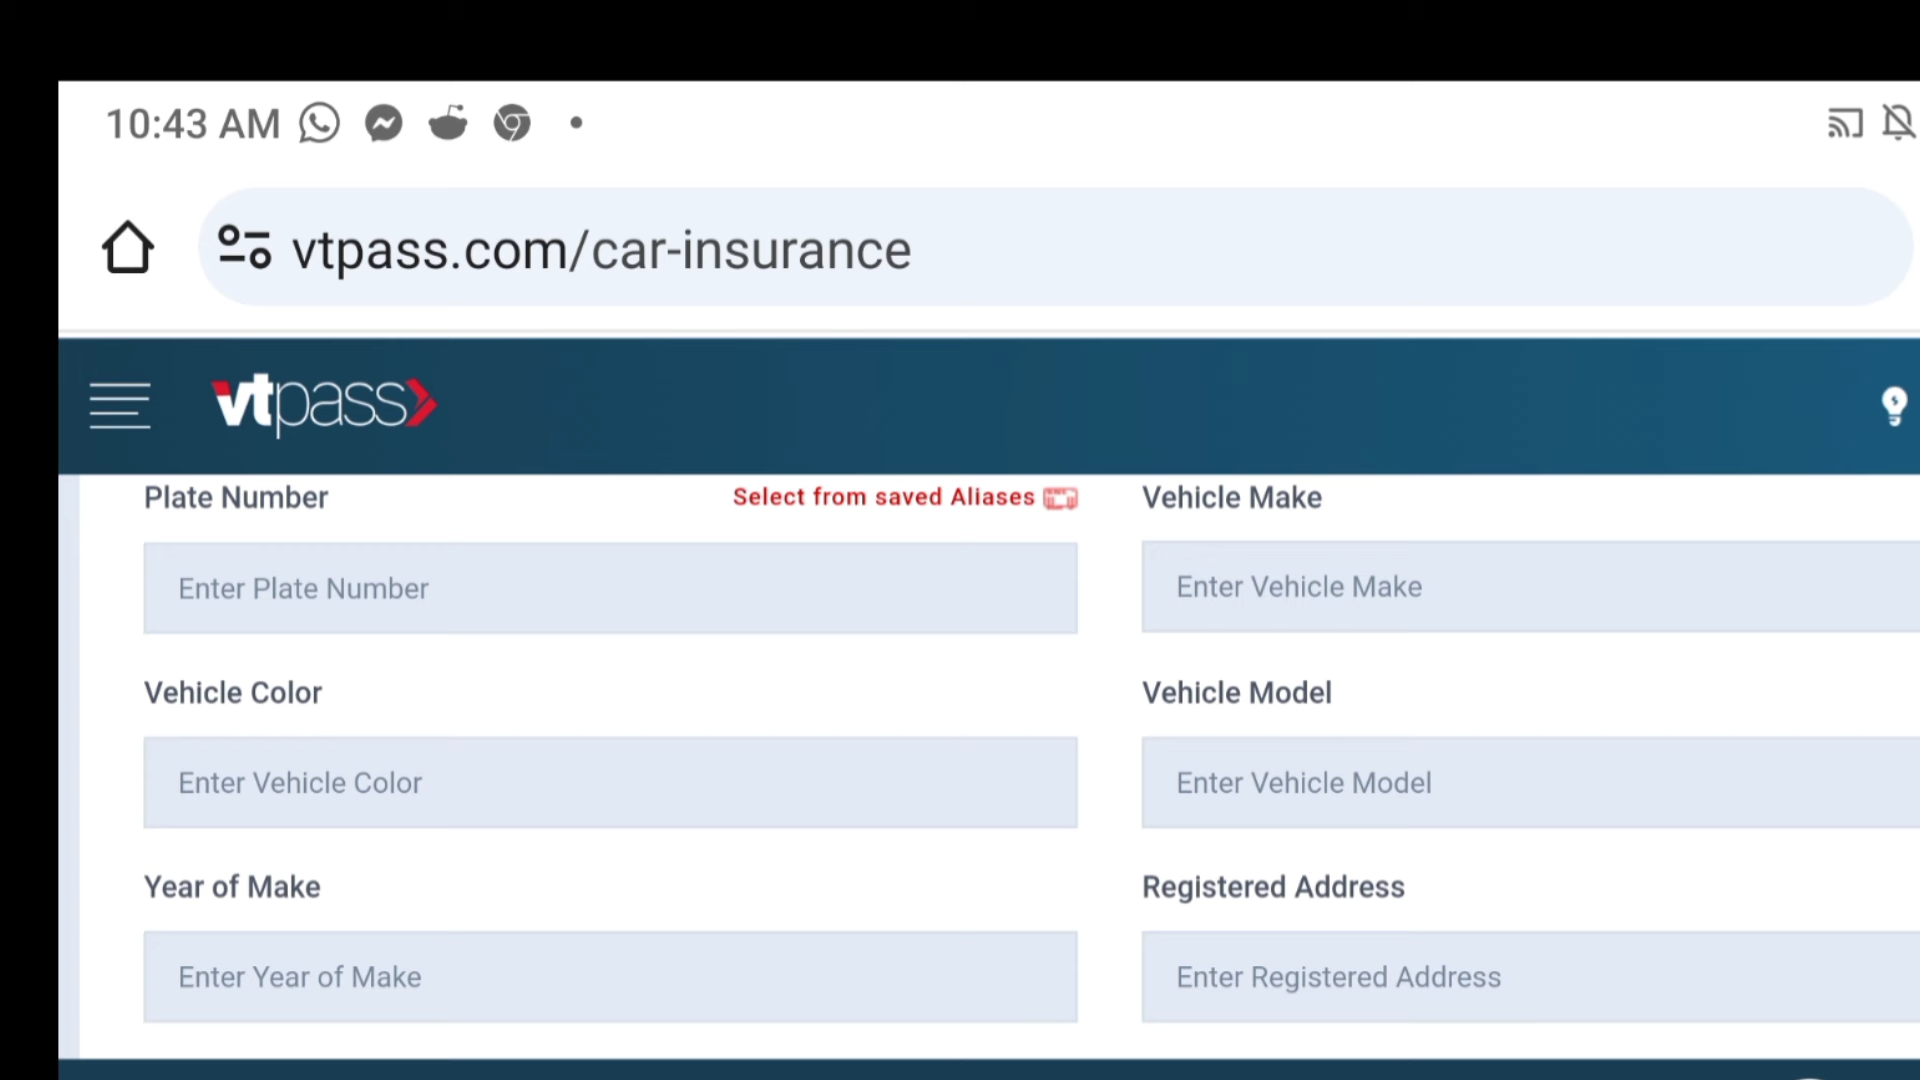 10:43 AM
vtpass.com/car-insurance
vtpass
Plate Number
Select from saved Aliases
Vehicle Make
Enter Plate Number
Enter Vehicle Make
Vehicle Color
Vehicle Model
Enter Vehicle Color
Enter Vehicle Model
Year of Make
Registered Address
Enter Year of Make
Enter Registered Address